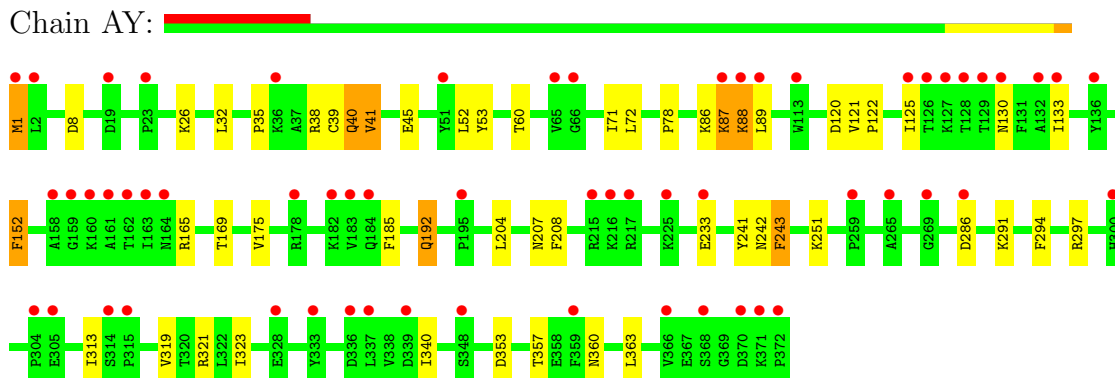 Chain AY:
M1 L2 D8 D19 P23 K26 L32 P35 K36 A37 R38 C39 Q40 V41 E45 Y51 L52 Y53 T60 V65 G66 I71 L72 P78 K86 K87 K88 L89 W113 D120 V121 P122 I125 T126 K127 T128 T129 N130 F131 A132 I133 Y136
F152 A158 G159 K160 A161 T162 I163 N164 R165 T169 V175 R178 K182 V183 Q184 F185 Q192 P195 L204 N207 F208 R215 K216 R217 K225 E233 Y241 N242 F243 K251 P259 A265 G269 D286 K291 F294 R297
P304 E305 I313 S314 P315 V319 T320 R321 L322 I323 E328 Y333 D336 L337 V338 D339 I340 S348 D353 T357 E358 F359 N360 L363 V366 E367 S368 G369 D370 K371 P372